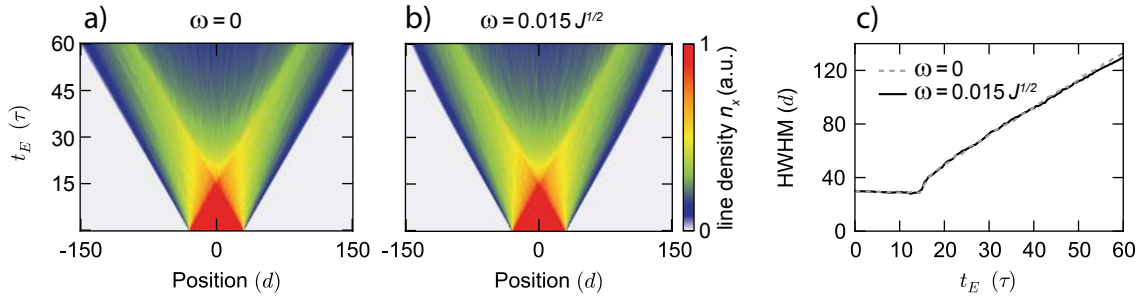 a) ω = 0
b) ω = 0.015 J^{1/2}
c)
60
45
30
15
t_E (τ)
-150 0 150
Position (d)
-150 0 150
Position (d)
1
0
line density n_x (a.u.)
ω = 0
ω = 0.015 J^{1/2}
120
80
40
0
HWHM (d)
0 10 20 30 40 50 60
t_E (τ)